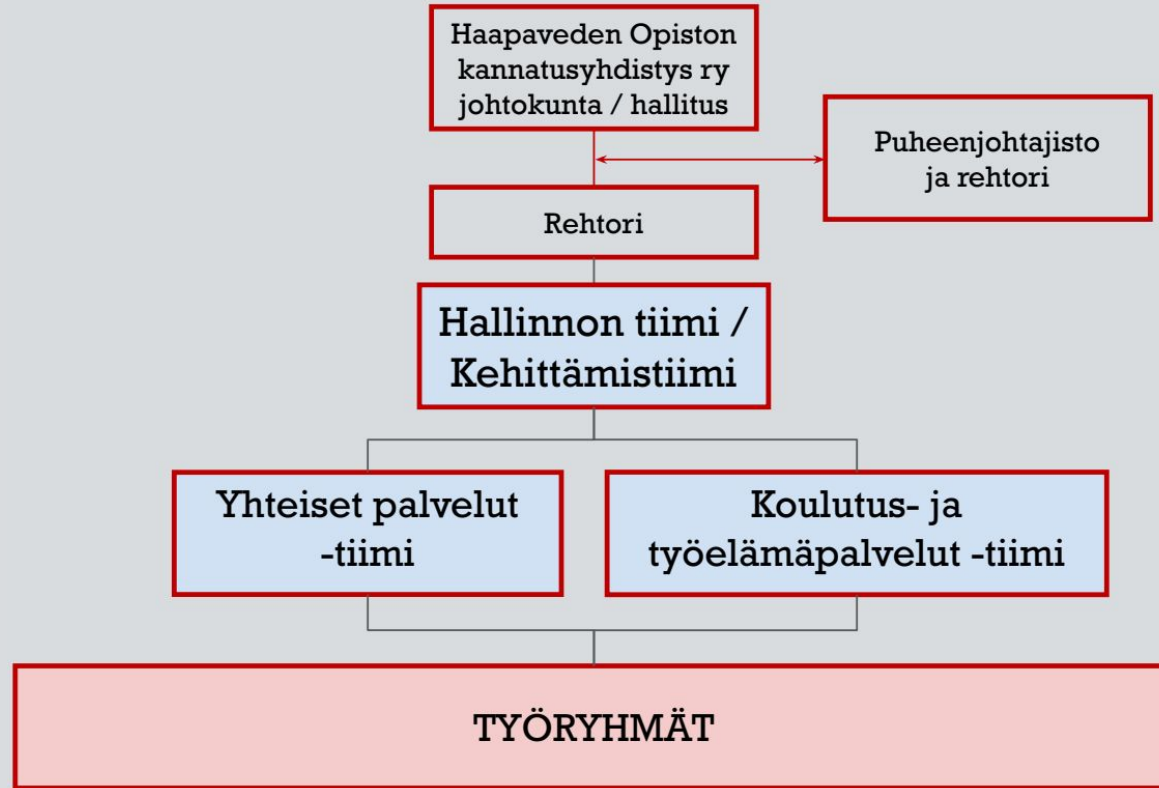 Haapaveden Opiston
kannatusyhdistys ry
johtokunta / hallitus
Puheenjohtajisto
ja rehtori
Rehtori
Hallinnon tiimi /
Kehittämistiimi
Yhteiset palvelut
-tiimi
Koulutus- ja
työelämäpalvelut -tiimi
TYÖRYHMÄT